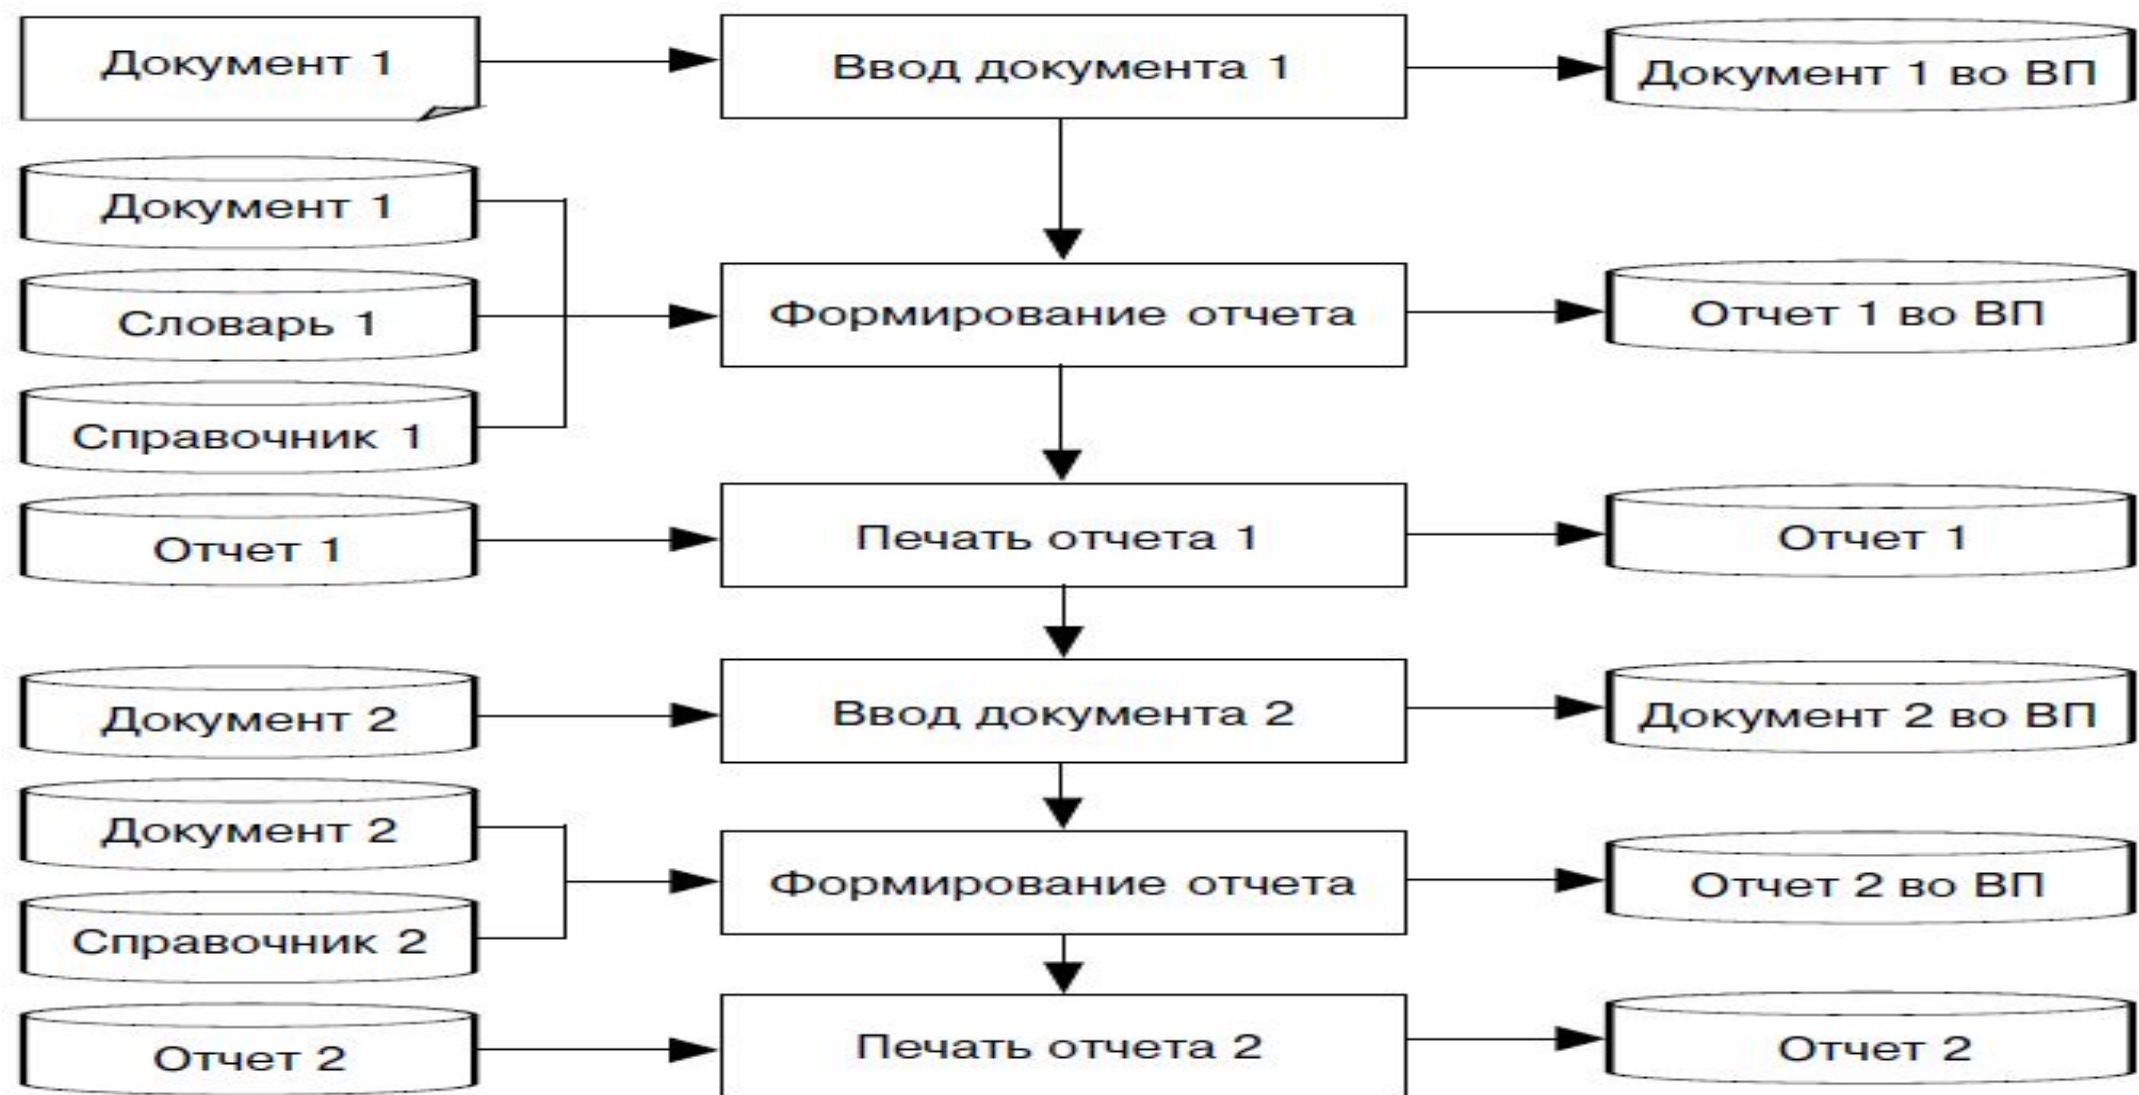 Документ 1
Ввод документа 1
Документ 1 во ВП
Документ 1
Словарь 1
Формирование отчета
Отчет 1 во ВП
Справочник 1
Отчет 1
Печать отчета 1
Отчет 1
Документ 2
Ввод документа 2
Документ 2 во ВП
Документ 2
Формирование отчета
Отчет 2 во ВП
Справочник 2
Отчет 2
Печать отчета 2
Отчет 2